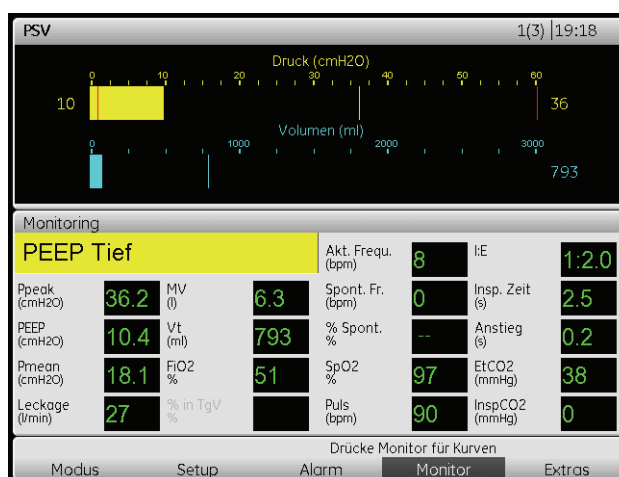 PSV 1(3) 19:18
Druck (cmH2O)
0 10 20 30 40 50 60
10 36
Volumen (ml)
0 1000 2000 3000
793
Monitoring
PEEP Tief
Akt. Frequ. (bpm) 8 I:E 1:2.0
Ppeak (cmH2O) 36.2 MV (l) 6.3 Spont. Fr. (bpm) 0 Insp. Zeit (s) 2.5
PEEP (cmH2O) 10.4 Vt (ml) 793 % Spont. % -- Anstieg (s) 0.2
Pmean (cmH2O) 18.1 FiO2 % 51 SpO2 % 97 EtCO2 (mmHg) 38
Leckage (l/min) 27 % in TgV % Puls (bpm) 90 InspCO2 (mmHg) 0
Drücke Monitor für Kurven
Modus Setup Alarm Monitor Extras